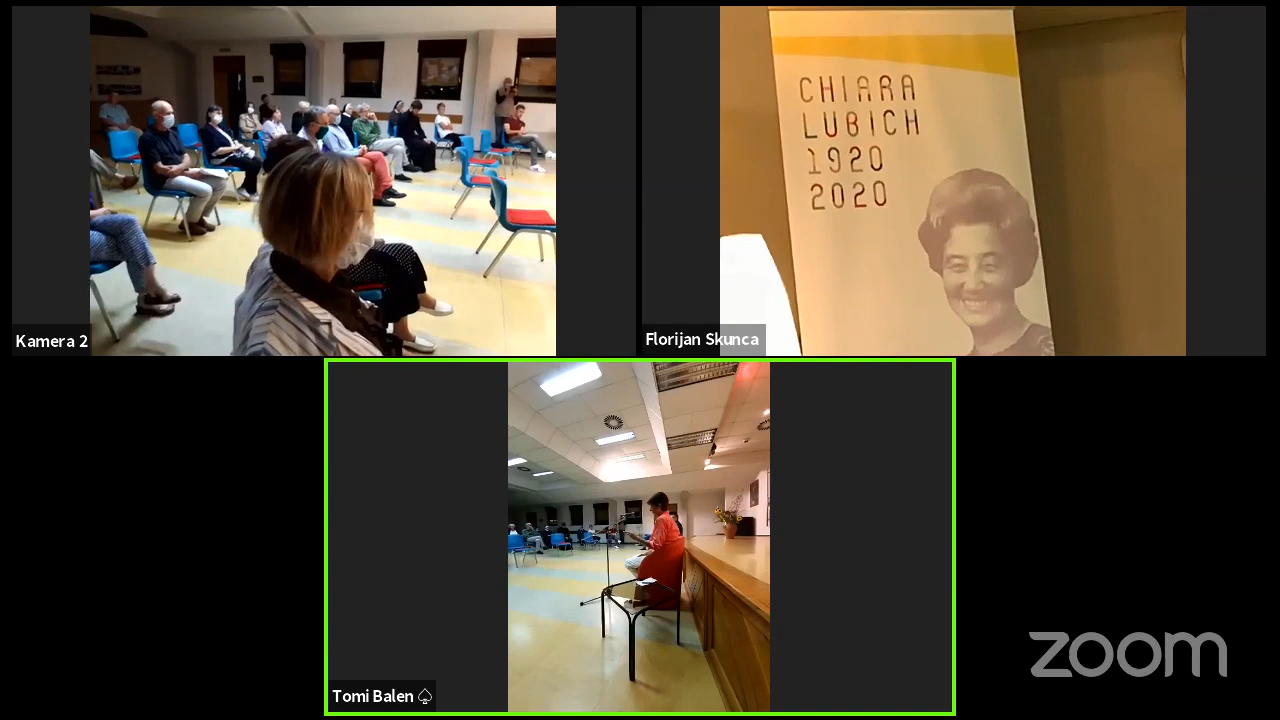 CHIARA
LUBICH
1920
2020
Kamera 2
Florijan Skunca
Tomi Balen ♤
zoom